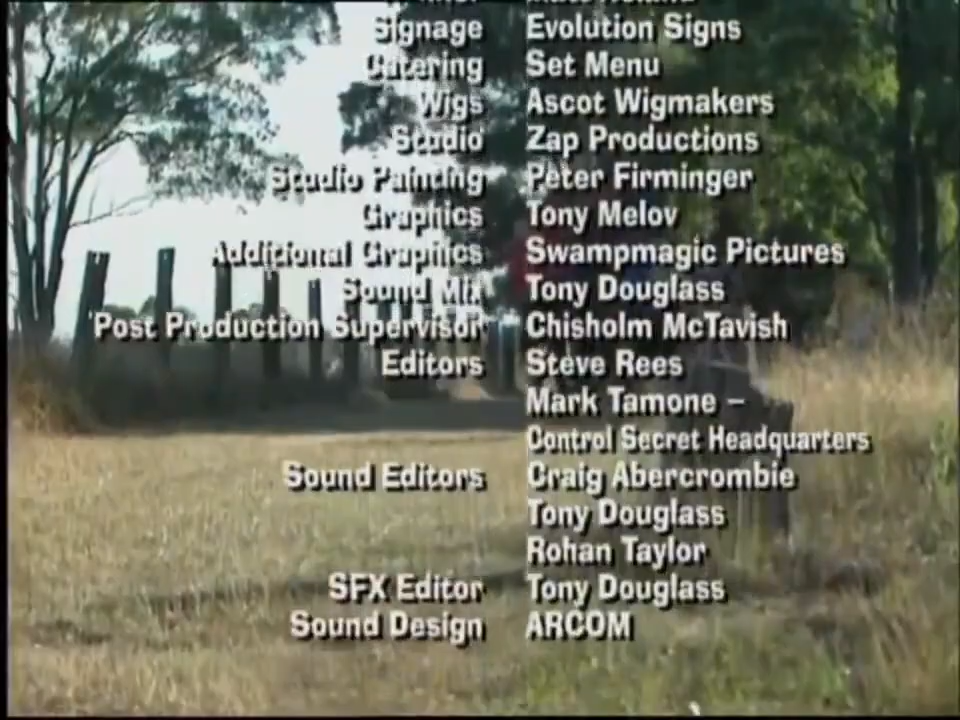 Signage Evolution Signs
Catering Set Menu
Wigs Ascot Wigmakers
Studio Zap Productions
Studio Painting Peter Firminger
Graphics Tony Melov
Additional Graphics Swampmagic Pictures
Sound Mix Tony Douglass
Post Production Supervisor Chisholm McTavish
Editors Steve Rees
Mark Tamone –
Control Secret Headquarters
Sound Editors Craig Abercrombie
Tony Douglass
Rohan Taylor
SFX Editor Tony Douglass
Sound Design ARCOM